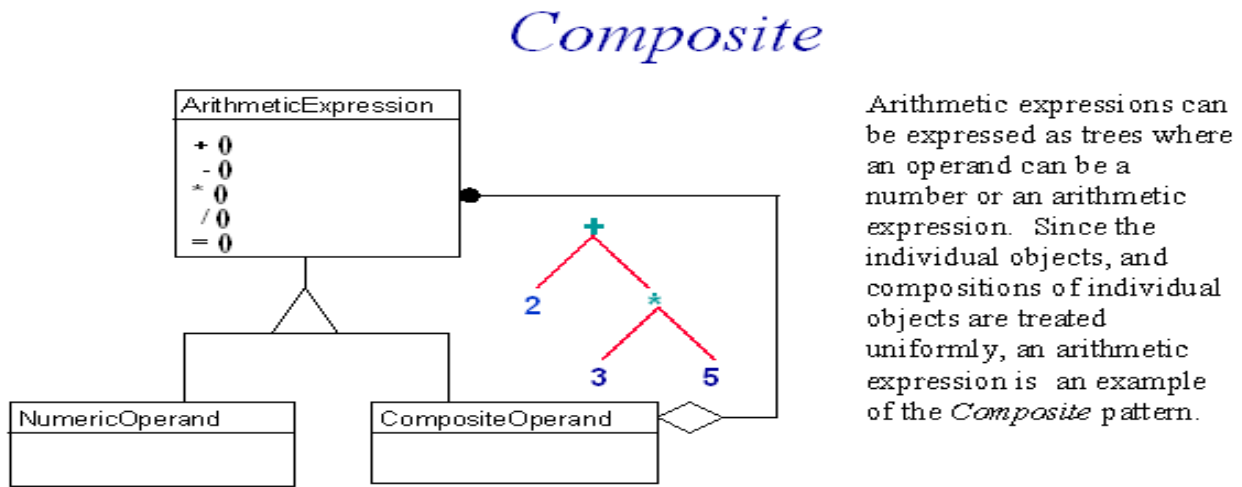 Composite
ArithmeticExpression
+ ()
- ()
* ()
/ ()
= ()
+
2
*
3
5
NumericOperand
CompositeOperand
Arithmetic expressions can
be expressed as trees where
an operand can be a
number or an arithmetic
expression. Since the
individual objects, and
compositions of individual
objects are treated
uniformly, an arithmetic
expression is an example
of the Composite pattern.